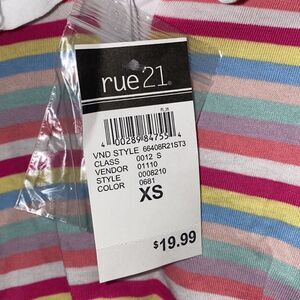 rue21
4 00289 84755 4
VND STYLE 66408R21ST3
CLASS 0012 S
VENDOR 01110
STYLE 0008210
COLOR 0681
XS
$19.99